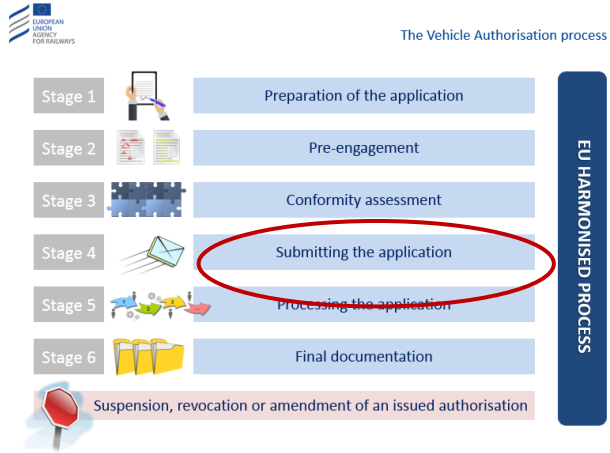 EUROPEAN
UNION
AGENCY
FOR RAILWAYS
The Vehicle Authorisation process
Stage 1
Preparation of the application
Stage 2
Pre-engagement
Stage 3
Conformity assessment
Stage 4
Submitting the application
Stage 5
Processing the application
Stage 6
Final documentation
Suspension, revocation or amendment of an issued authorisation
EU HARMONISED PROCESS